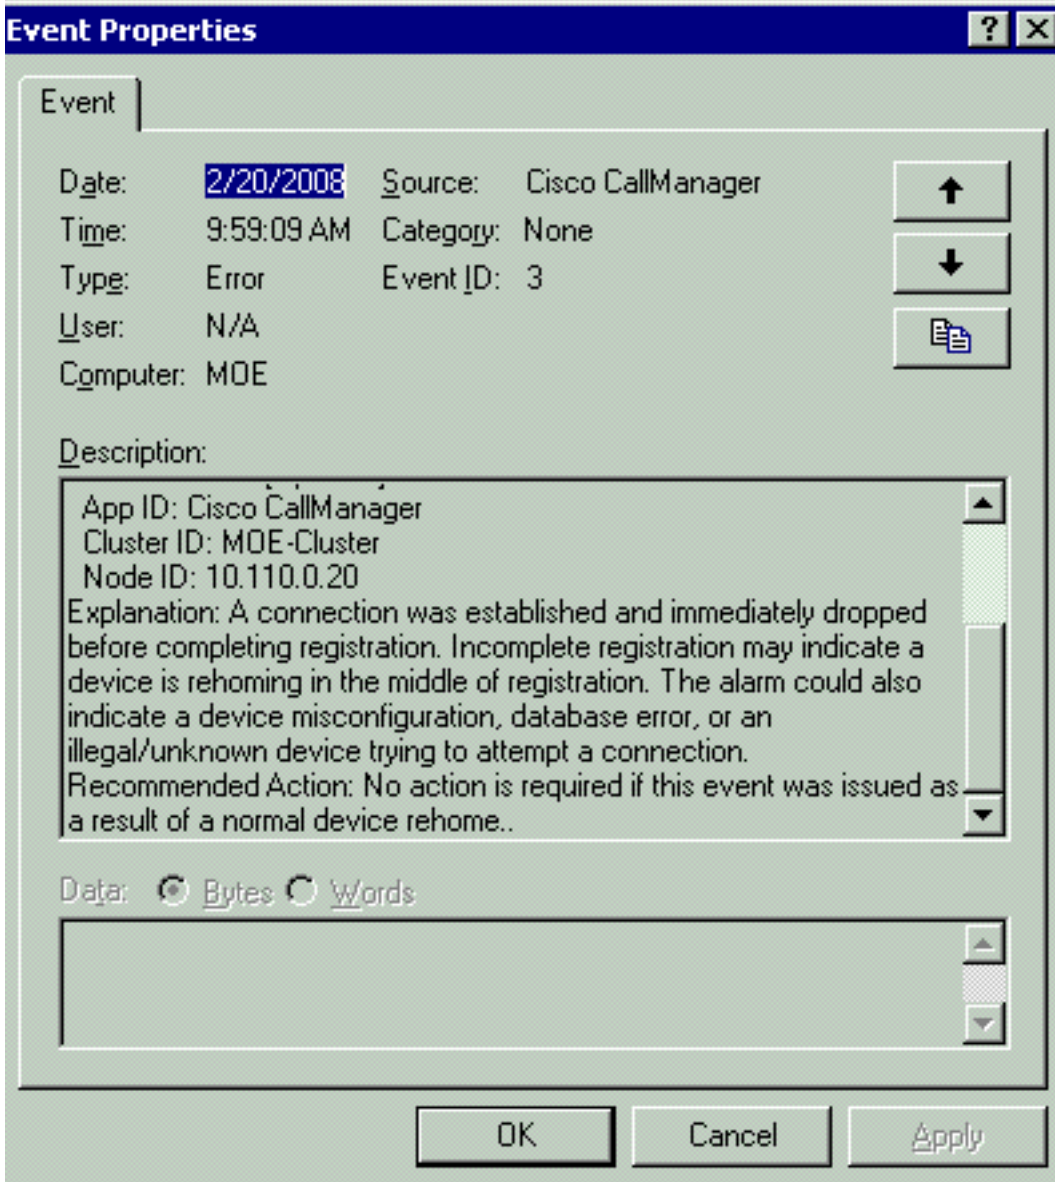 Event Properties
Event
Date: 2/20/2008 Source: Cisco CallManager
Time: 9:59:09 AM Category: None
Type: Error Event ID: 3
User: N/A
Computer: MOE
Description:
App ID: Cisco CallManager
Cluster ID: MOE-Cluster
Node ID: 10.110.0.20
Explanation: A connection was established and immediately dropped
before completing registration. Incomplete registration may indicate a
device is rehoming in the middle of registration. The alarm could also
indicate a device misconfiguration, database error, or an
illegal/unknown device trying to attempt a connection.
Recommended Action: No action is required if this event was issued as
a result of a normal device rehome..
Data: Bytes Words
OK Cancel Apply